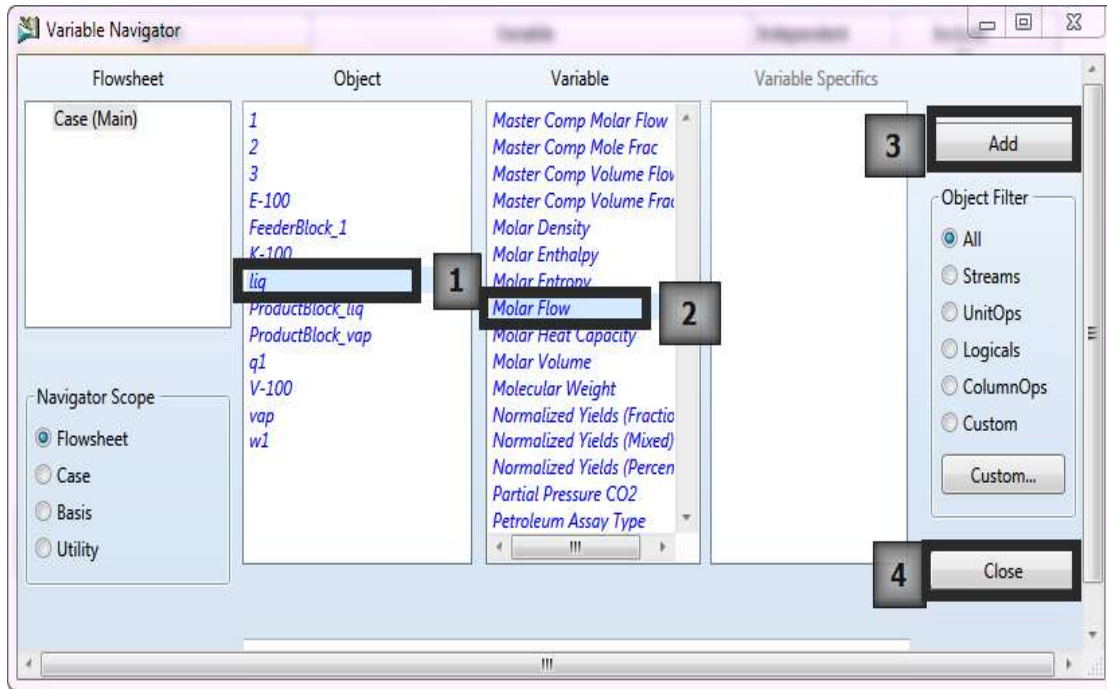 Variable Navigator
Flowsheet
Object
Variable
Variable Specifics
Case (Main)
1
2
3
E-100
FeederBlock_1
K-100
liq
ProductBlock_liq
ProductBlock_vap
q1
V-100
vap
w1
1
Master Comp Molar Flow
Master Comp Mole Frac
Master Comp Volume Flow
Master Comp Volume Frac
Molar Density
Molar Enthalpy
Molar Entropy
Molar Flow
Molar Heat Capacity
Molar Volume
Molecular Weight
Normalized Yields (Fractio
Normalized Yields (Mixed)
Normalized Yields (Percen
Partial Pressure CO2
Petroleum Assay Type
2
3
Add
Object Filter
All
Streams
UnitOps
Logicals
ColumnOps
Custom
Custom...
4
Close
Navigator Scope
Flowsheet
Case
Basis
Utility